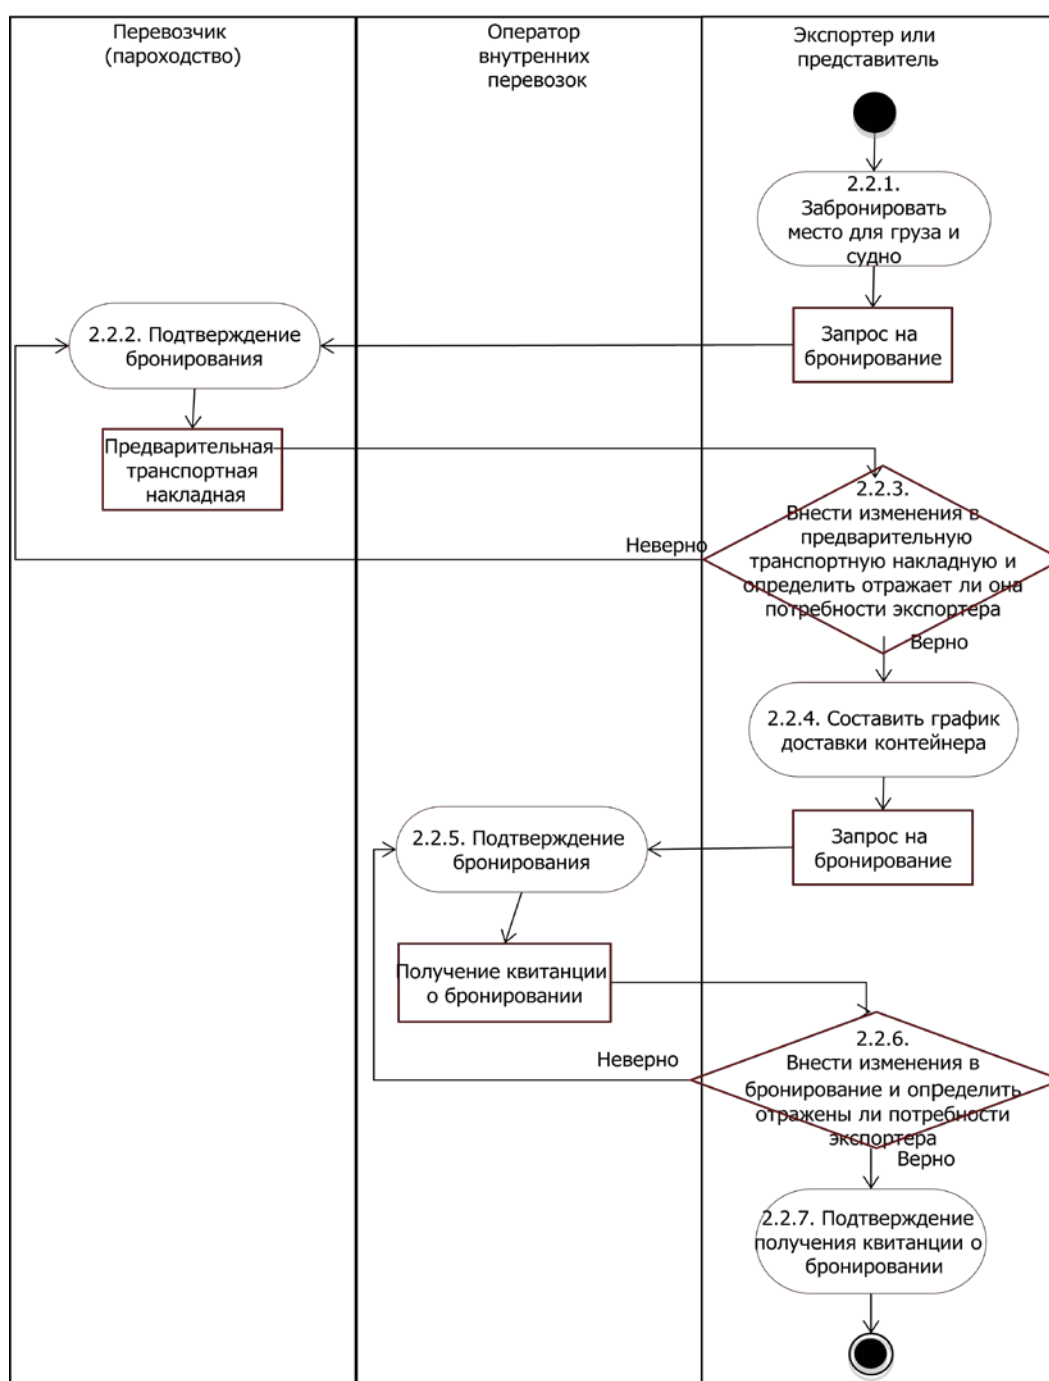 Перевозчик
(пароходство)
Оператор
внутренних
перевозок
Экспортер или
представитель
2.2.1.
Забронировать
место для груза и
судно
Запрос на
бронирование
2.2.2. Подтверждение
бронирования
Предварительная
транспортная
накладная
2.2.3.
Внести изменения в
предварительную
транспортную накладную и
определить отражает ли она
потребности экспортера
Неверно
Верно
2.2.4. Составить график
доставки контейнера
Запрос на
бронирование
2.2.5. Подтверждение
бронирования
Получение квитанции
о бронировании
2.2.6.
Внести изменения в
бронирование и определить
отражены ли потребности
экспортера
Неверно
Верно
2.2.7. Подтверждение
получения квитанции о
бронировании